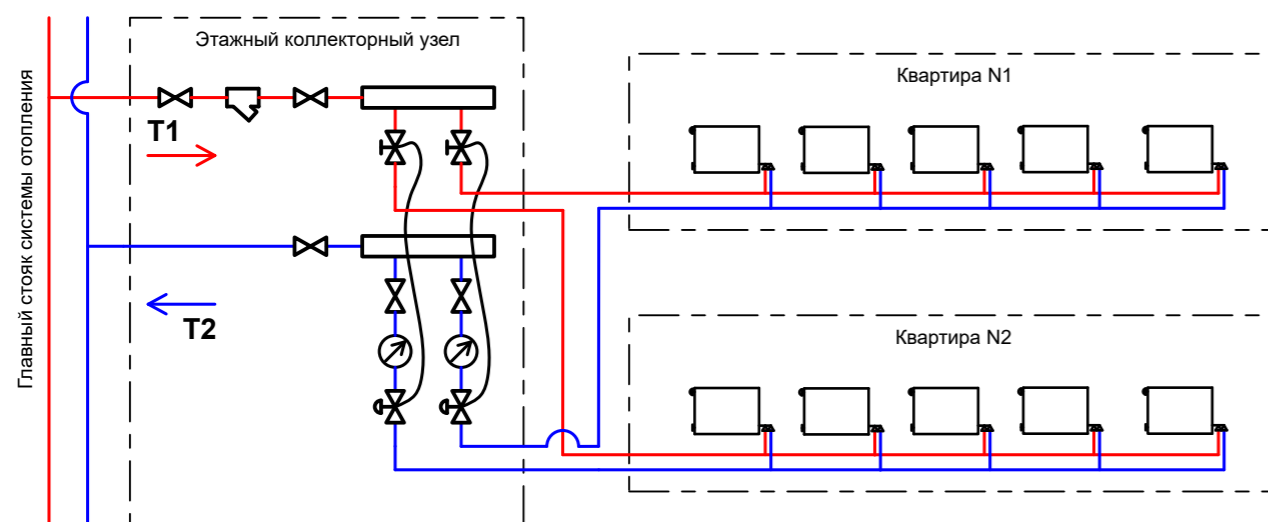 Главный стояк системы отопления
Этажный коллекторный узел
T1
T2
Квартира N1
Квартира N2